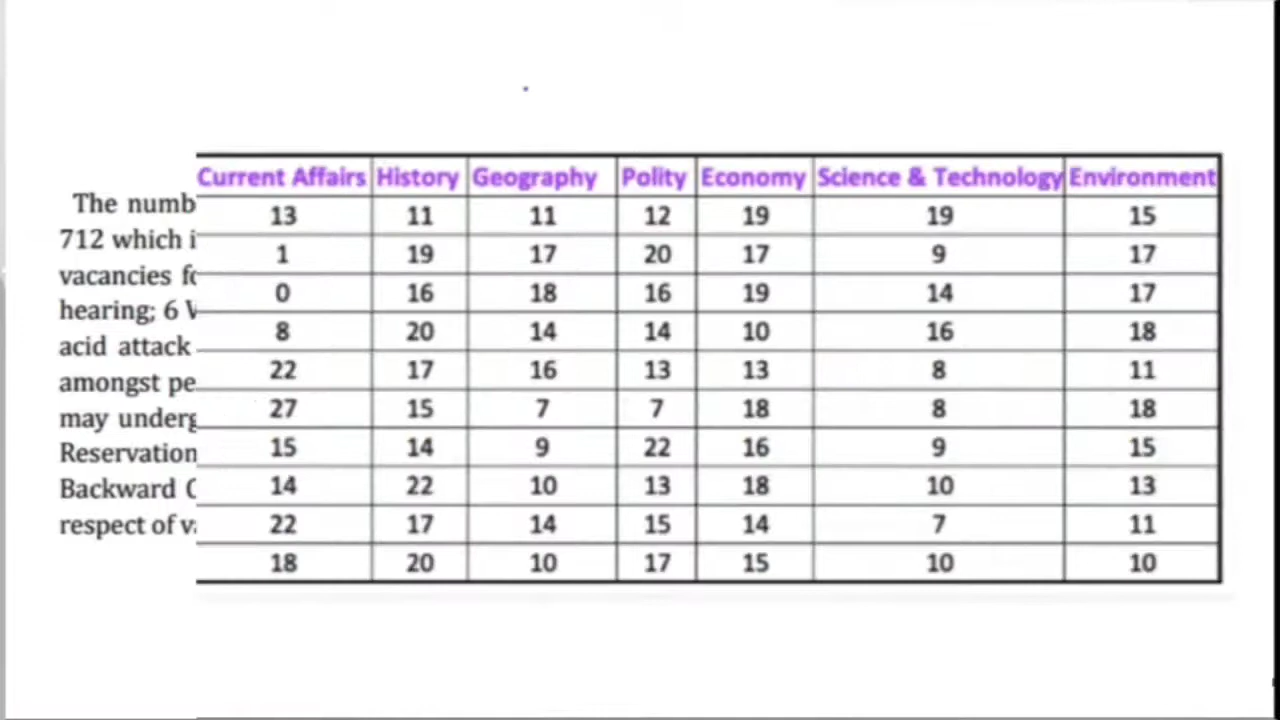 Current Affairs History Geography Polity Economy Science & Technology Environment
13 11 11 12 19 19 15
1 19 17 20 17 9 17
0 16 18 16 19 14 17
8 20 14 14 10 16 18
22 17 16 13 13 8 11
27 15 7 7 18 8 18
15 14 9 22 16 9 15
14 22 10 13 18 10 13
22 17 14 15 14 7 11
18 20 10 17 15 10 10
The numb
712 which i
vacancies fo
hearing; 6
acid attack
amongst pe
may underg
Reservation
Backward
respect of